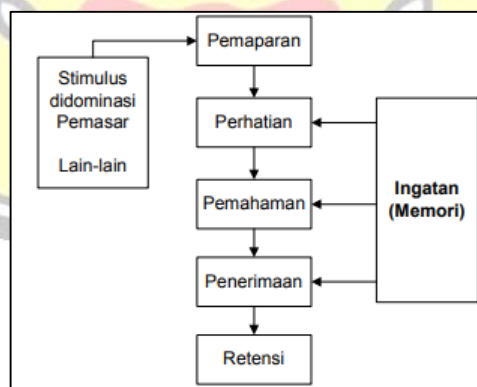 Pemaparan
Stimulus
didominasi
Pemasar
Lain-lain
Perhatian
Pemahaman
Penerimaan
Retensi
Ingatan
(Memori)